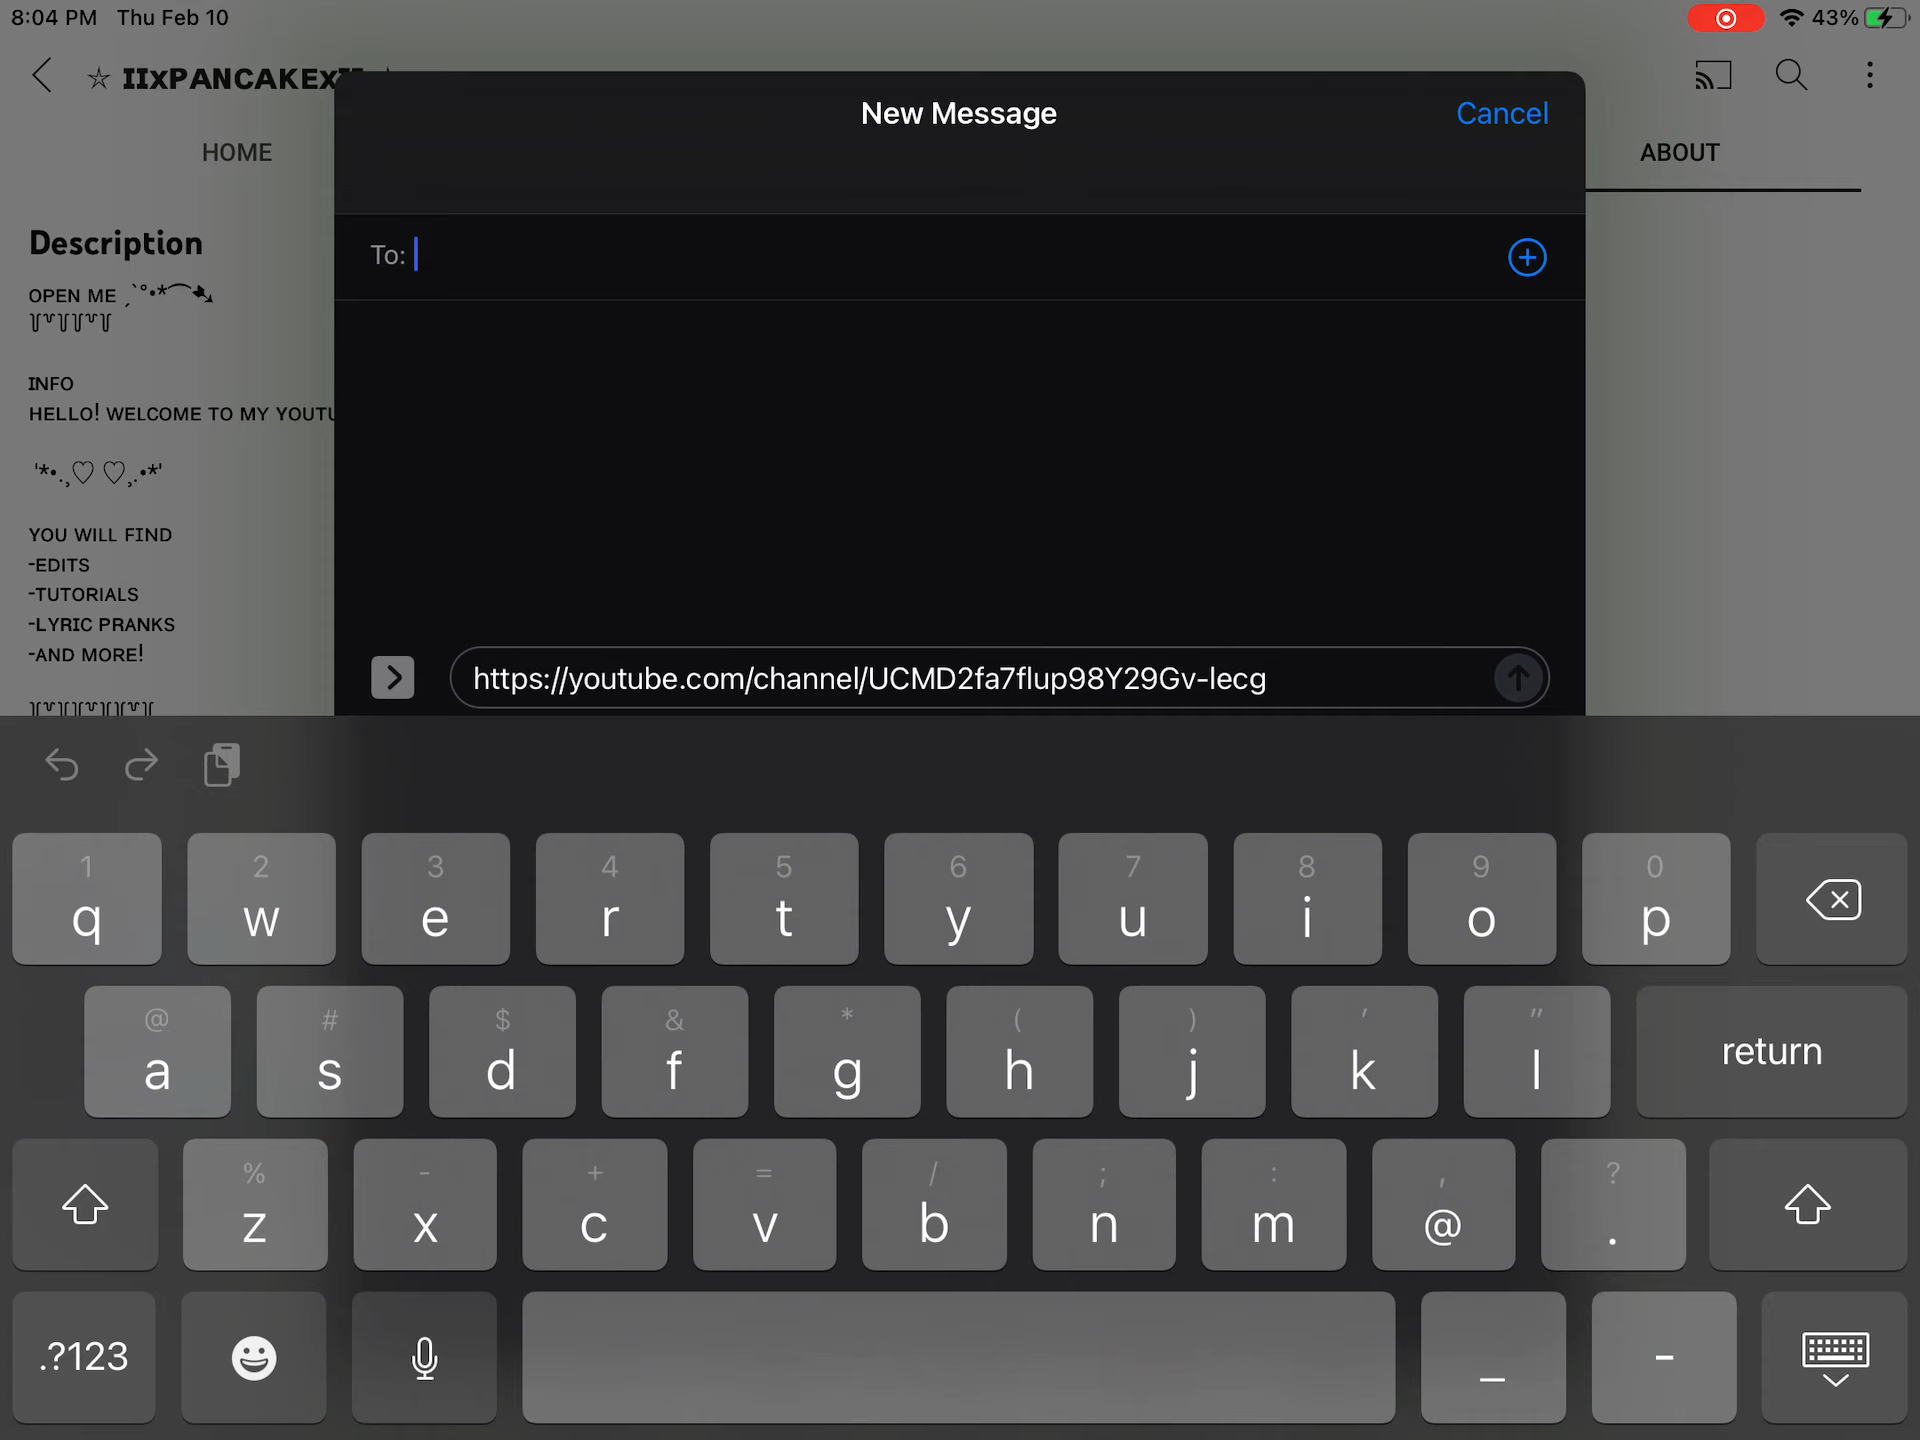 8:04 PM Thu Feb 10
43%
☆ IIxPANCAKEx
HOME
ABOUT
New Message
Cancel
To:
Description
OPEN ME
INFO
HELLO! WELCOME TO MY YOUTU
'*•.¸♡ ♡¸.•*'
YOU WILL FIND
-EDITS
-TUTORIALS
-LYRIC PRANKS
-AND MORE!
https://youtube.com/channel/UCMD2fa7flup98Y29Gv-lecg
1 2 3 4 5 6 7 8 9 0
q w e r t y u i o p
@ # $ & * ( ) ' "
a s d f g h j k l return
% - + = / ; : , ?
z x c v b n m @ .
.?123 _ -